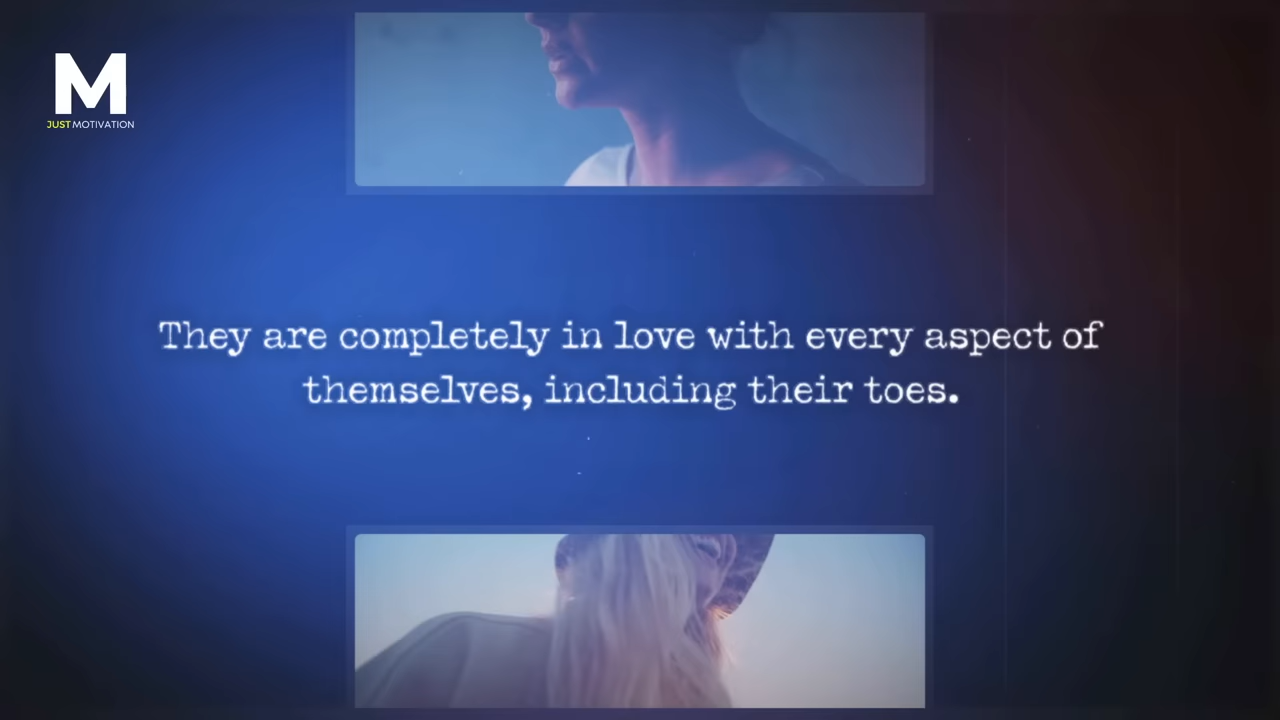 M
JUST MOTIVATION
They are completely in love with every aspect of
themselves, including their toes.